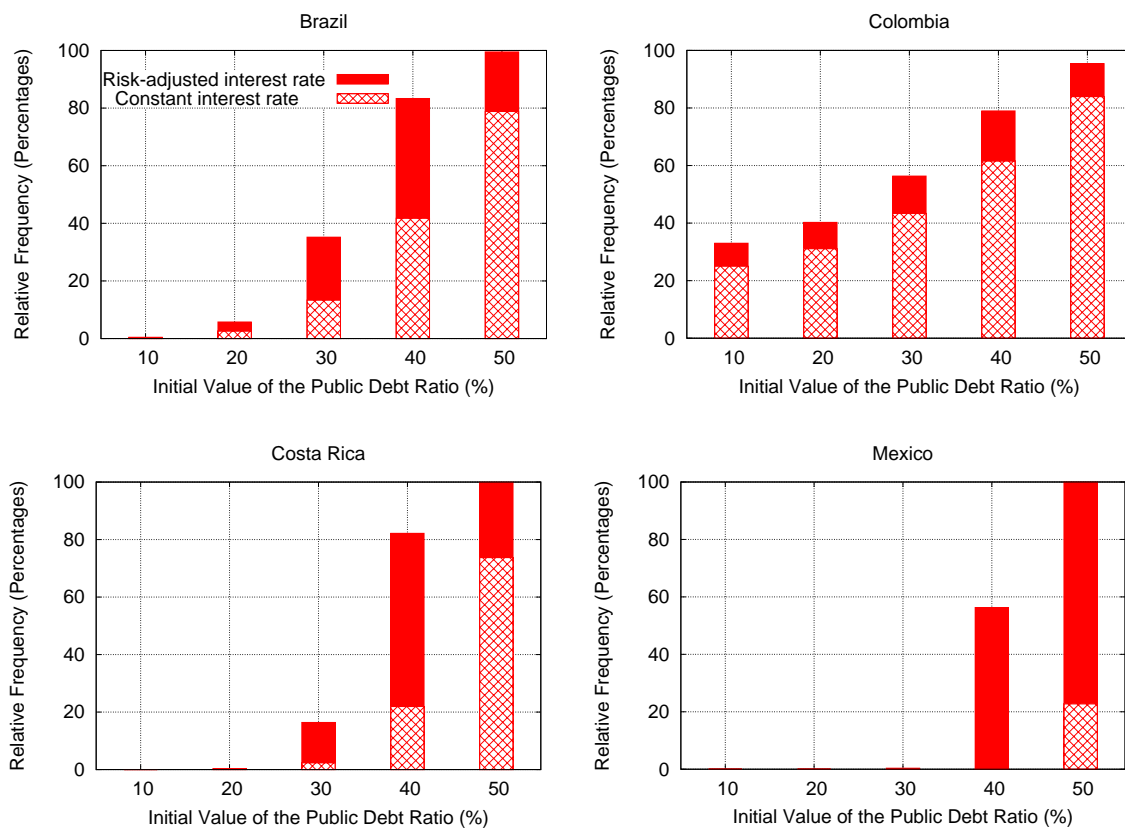 Brazil
Relative Frequency (Percentages)
100
80
60
40
20
0
Risk-adjusted interest rate
Constant interest rate
10 20 30 40 50
Initial Value of the Public Debt Ratio (%)
Colombia
Relative Frequency (Percentages)
100
80
60
40
20
0
10 20 30 40 50
Initial Value of the Public Debt Ratio (%)
Costa Rica
Relative Frequency (Percentages)
100
80
60
40
20
0
10 20 30 40 50
Initial Value of the Public Debt Ratio (%)
Mexico
Relative Frequency (Percentages)
100
80
60
40
20
0
10 20 30 40 50
Initial Value of the Public Debt Ratio (%)